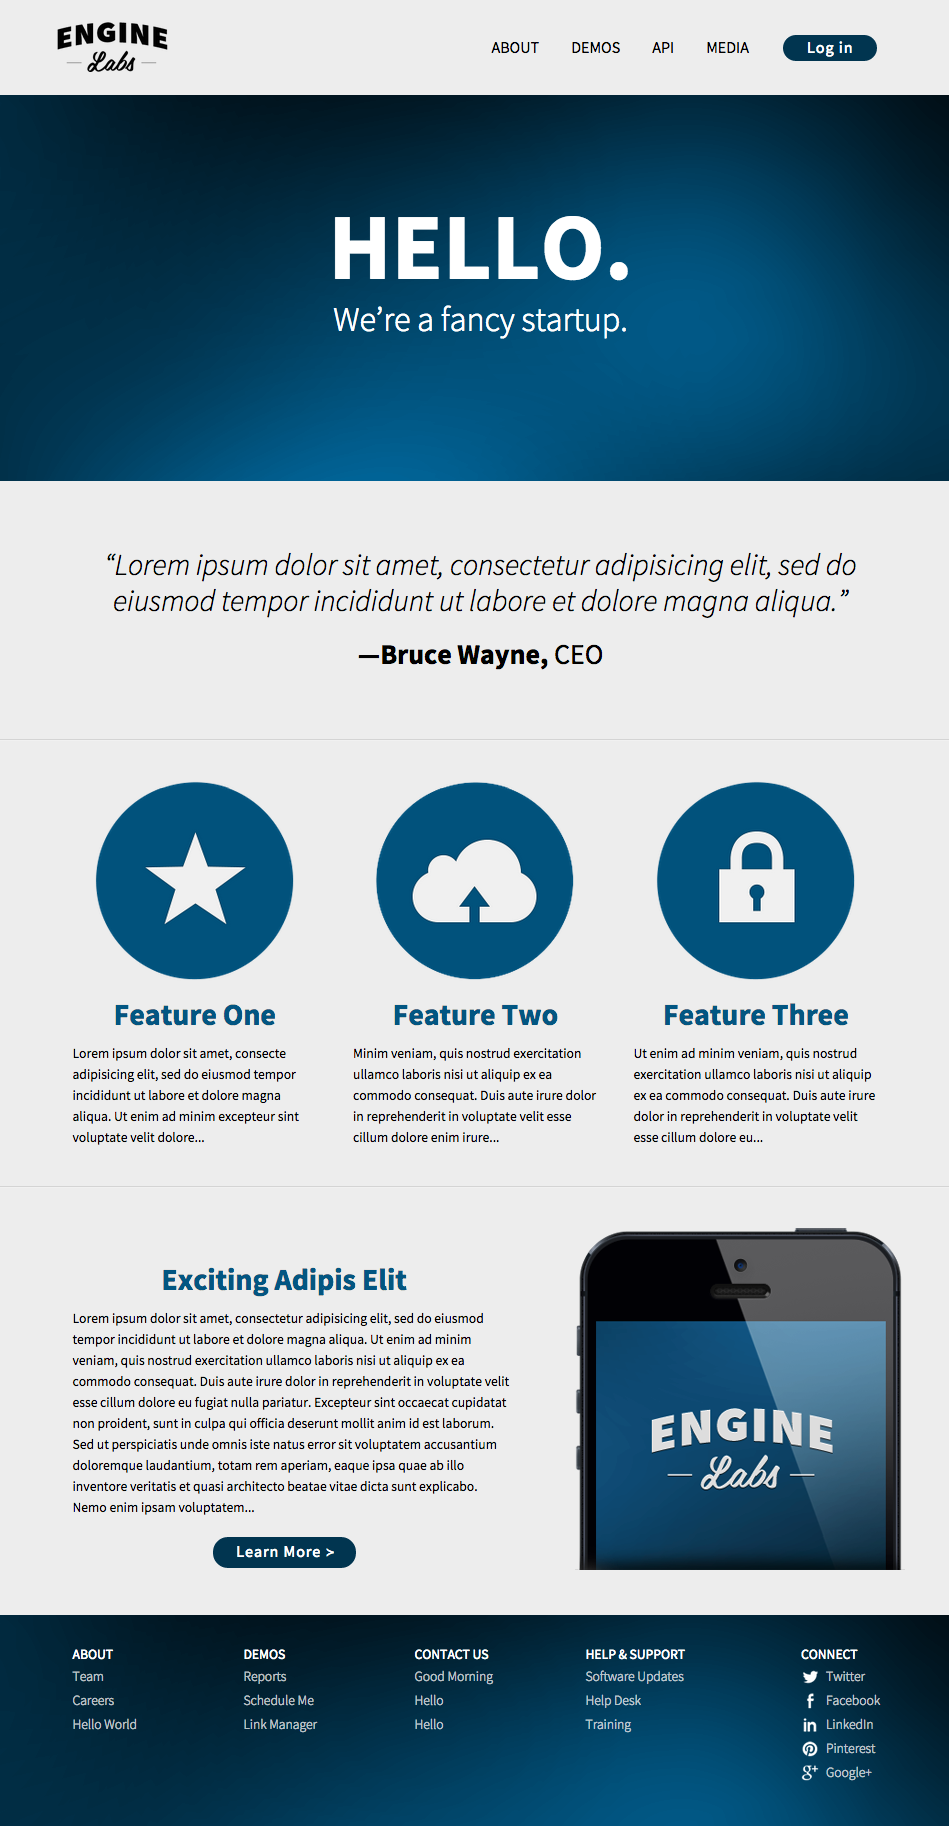 ENGINE
Labs
ABOUT DEMOS API MEDIA Log in
HELLO.
We’re a fancy startup.
“Lorem ipsum dolor sit amet, consectetur adipisicing elit, sed do
eiusmod tempor incididunt ut labore et dolore magna aliqua.”
—Bruce Wayne, CEO
Feature One
Lorem ipsum dolor sit amet, consecte
adipisicing elit, sed do eiusmod tempor
incididunt ut labore et dolore magna
aliqua. Ut enim ad minim excepteur sint
voluptate velit dolore...
Feature Two
Minim veniam, quis nostrud exercitation
ullamco laboris nisi ut aliquip ex ea
commodo consequat. Duis aute irure dolor
in reprehenderit in voluptate velit esse
cillum dolore enim irure...
Feature Three
Ut enim ad minim veniam, quis nostrud
exercitation ullamco laboris nisi ut aliquip
ex ea commodo consequat. Duis aute irure
dolor in reprehenderit in voluptate velit
esse cillum dolore eu...
Exciting Adipis Elit
Lorem ipsum dolor sit amet, consectetur adipisicing elit, sed do eiusmod
tempor incididunt ut labore et dolore magna aliqua. Ut enim ad minim
veniam, quis nostrud exercitation ullamco laboris nisi ut aliquip ex ea
commodo consequat. Duis aute irure dolor in reprehenderit in voluptate velit
esse cillum dolore eu fugiat nulla pariatur. Excepteur sint occaecat cupidatat
non proident, sunt in culpa qui officia deserunt mollit anim id est laborum.
Sed ut perspiciatis unde omnis iste natus error sit voluptatem accusantium
doloremque laudantium, totam rem aperiam, eaque ipsa quae ab illo
inventore veritatis et quasi architecto beatae vitae dicta sunt explicabo.
Nemo enim ipsam voluptatem...
Learn More >
ENGINE
Labs
ABOUT
Team
Careers
Hello World
DEMOS
Reports
Schedule Me
Link Manager
CONTACT US
Good Morning
Hello
Hello
HELP & SUPPORT
Software Updates
Help Desk
Training
CONNECT
Twitter
Facebook
LinkedIn
Pinterest
Google+